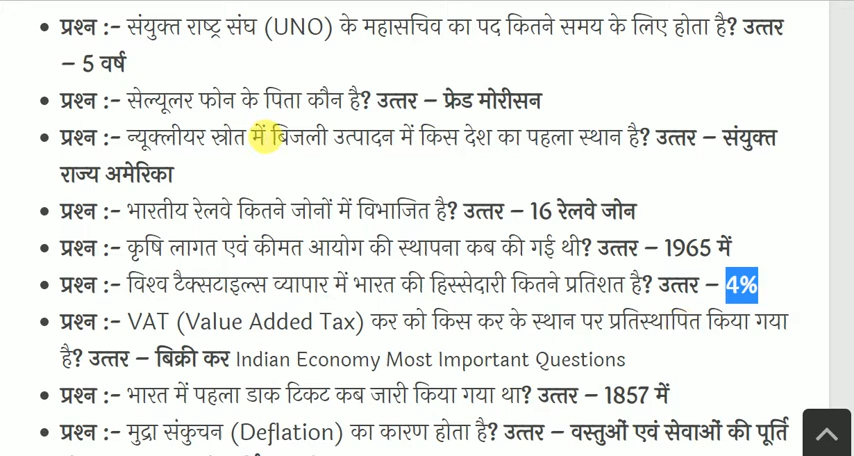 प्रश्न :- संयुक्त राष्ट्र संघ (UNO) के महासचिव का पद कितने समय के लिए होता है? उत्तर
– 5 वर्ष
प्रश्न :- सेल्यूलर फोन के पिता कौन है? उत्तर – फ्रेड मोरीसन
प्रश्न :- न्यूक्लीयर स्रोत में बिजली उत्पादन में किस देश का पहला स्थान है? उत्तर – संयुक्त
राज्य अमेरिका
प्रश्न :- भारतीय रेलवे कितने जोनों में विभाजित है? उत्तर – 16 रेलवे जोन
प्रश्न :- कृषि लागत एवं कीमत आयोग की स्थापना कब की गई थी? उत्तर – 1965 में
प्रश्न :- विश्व टैक्सटाइल्स व्यापार में भारत की हिस्सेदारी कितने प्रतिशत है? उत्तर – 4%
प्रश्न :- VAT (Value Added Tax) कर को किस कर के स्थान पर प्रतिस्थापित किया गया
है? उत्तर – बिक्री कर Indian Economy Most Important Questions
प्रश्न :- भारत में पहला डाक टिकट कब जारी किया गया था? उत्तर – 1857 में
प्रश्न :- मुद्रा संकुचन (Deflation) का कारण होता है? उत्तर – वस्तुओं एवं सेवाओं की पूर्ति